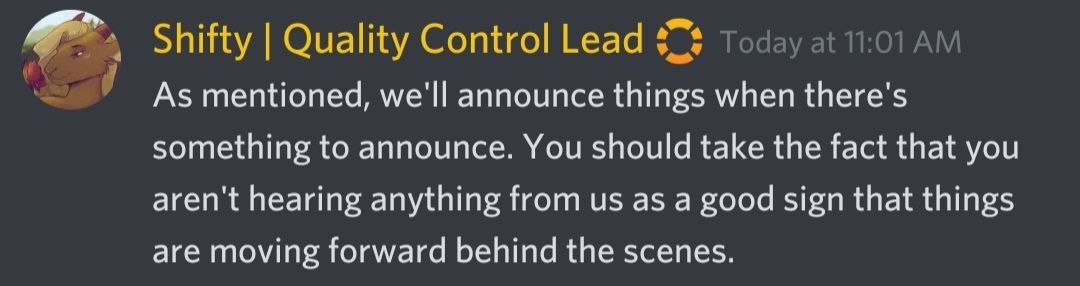 Shifty | Quality Control Lead Today at 11:01 AM
As mentioned, we'll announce things when there's
something to announce. You should take the fact that you
aren't hearing anything from us as a good sign that things
are moving forward behind the scenes.